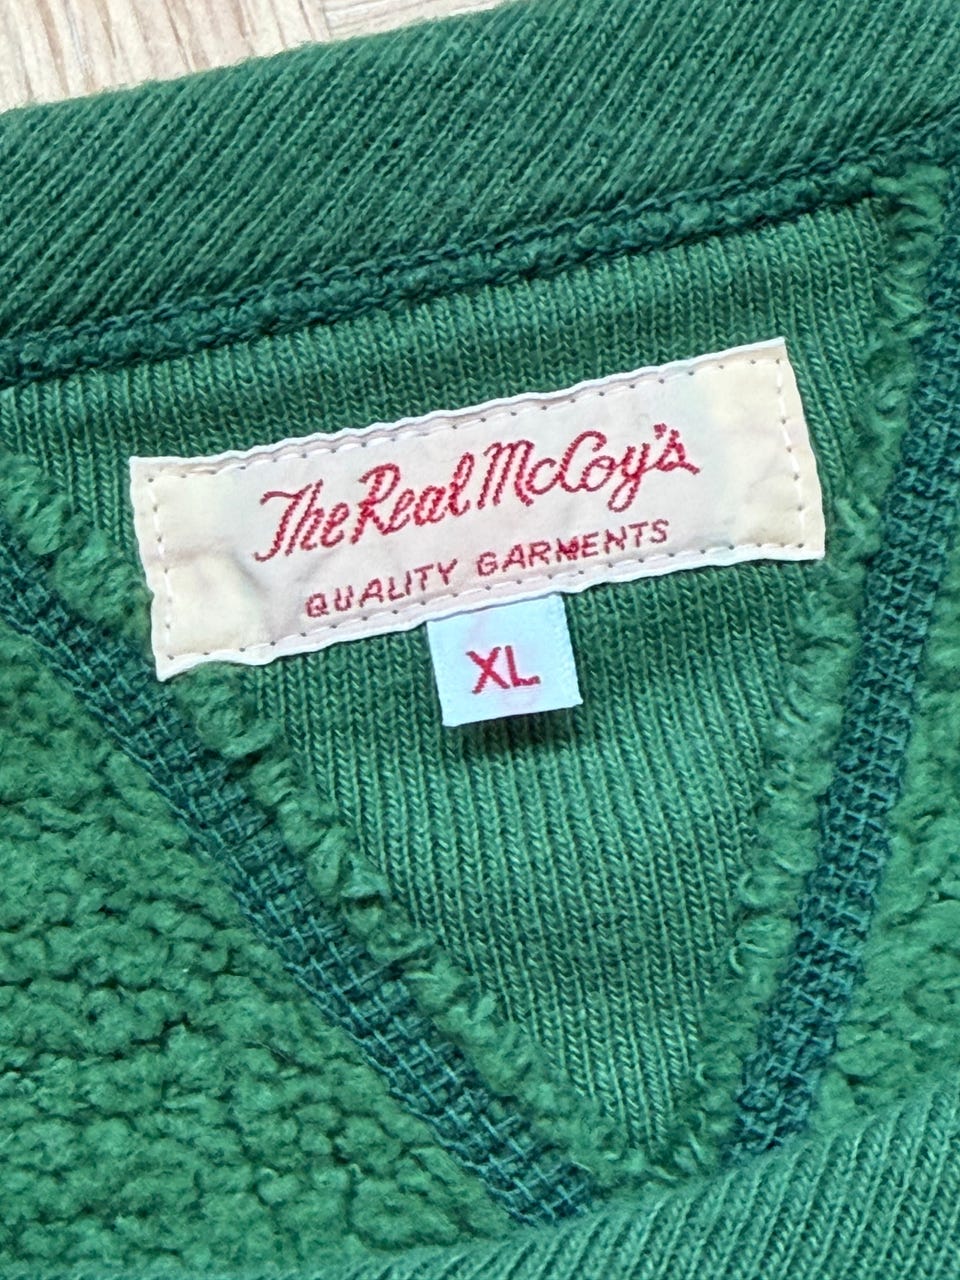 The Real McCoy's
QUALITY GARMENTS
XL